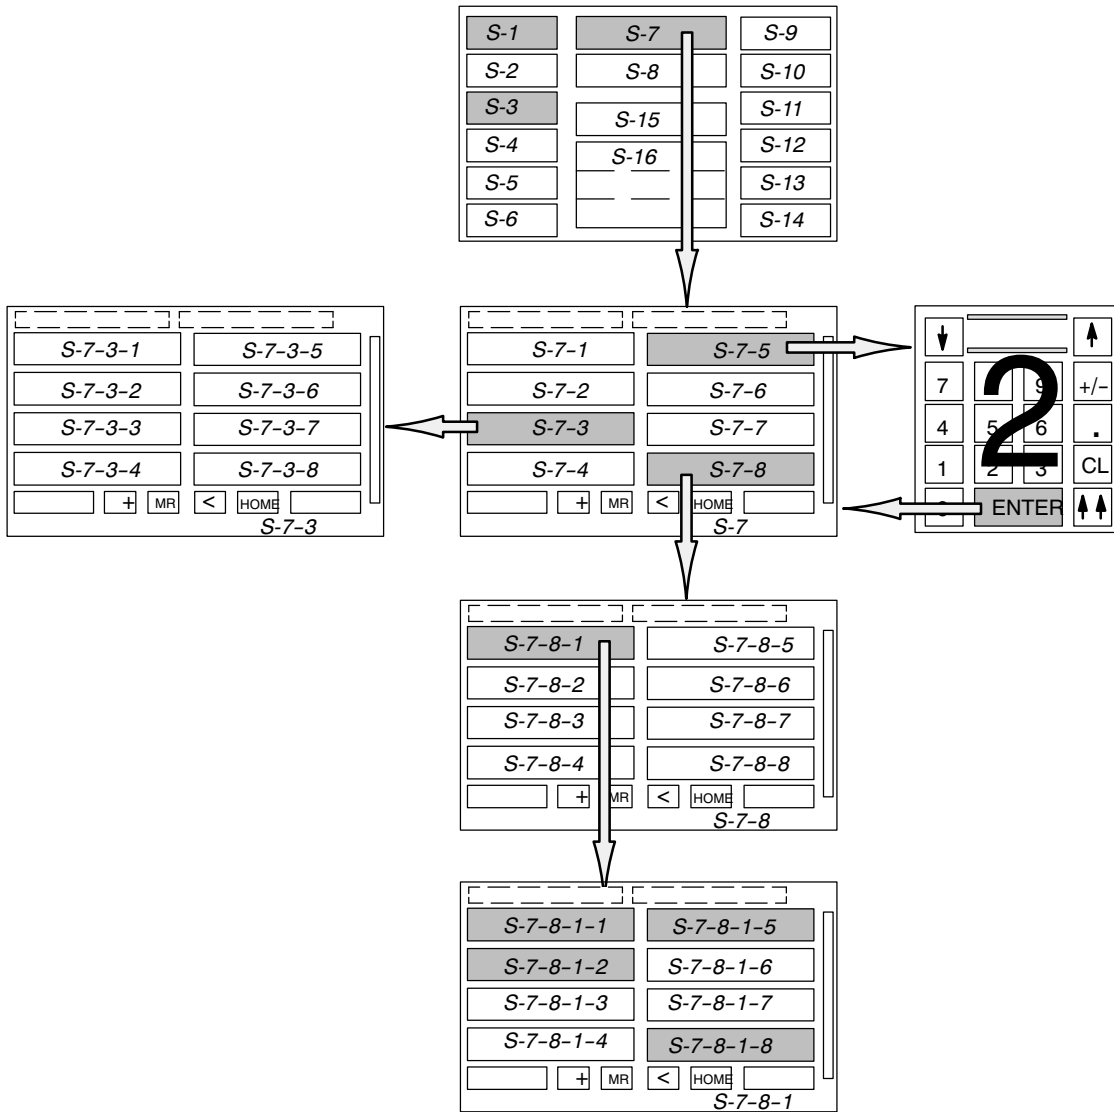 S-1 S-7 S-9
S-2 S-8 S-10
S-3 S-15 S-11
S-4 S-16 S-12
S-5 S-13
S-6 S-14
S-7-3-1 S-7-3-5
S-7-3-2 S-7-3-6
S-7-3-3 S-7-3-7
S-7-3-4 S-7-3-8
+ MR < HOME
S-7-3
S-7-1 S-7-5
S-7-2 S-7-6
S-7-3 S-7-7
S-7-4 S-7-8
+ MR < HOME
S-7
7 9 +/-
4 5 6 .
1 2 3 CL
ENTER
2
S-7-8-1 S-7-8-5
S-7-8-2 S-7-8-6
S-7-8-3 S-7-8-7
S-7-8-4 S-7-8-8
+ MR < HOME
S-7-8
S-7-8-1-1 S-7-8-1-5
S-7-8-1-2 S-7-8-1-6
S-7-8-1-3 S-7-8-1-7
S-7-8-1-4 S-7-8-1-8
+ MR < HOME
S-7-8-1